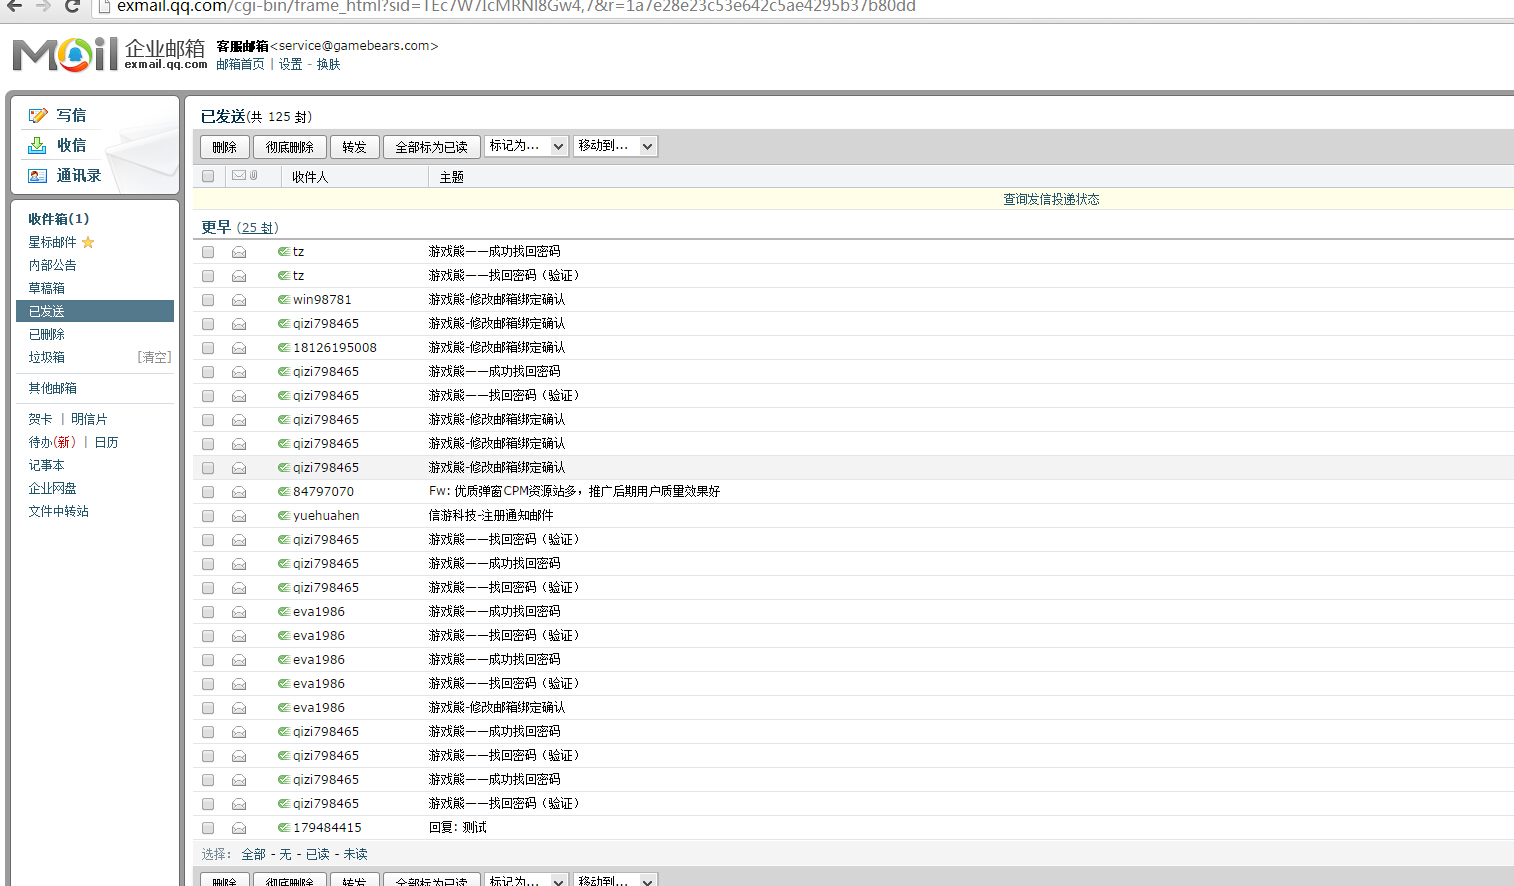 exmail.qq.com/cgi-bin/frame_html?sid=TEc7W7IcMRNI8Gw4,7&r=1a7e28e23c53e642c5ae4295b37b80dd
Mail 企业邮箱 客服邮箱<service@gamebears.com>
exmail.qq.com 邮箱首页 | 设置 - 换肤
写信
收信
通讯录
收件箱(1)
星标邮件
内部公告
草稿箱
已发送
已删除
垃圾箱 [清空]
其他邮箱
贺卡 | 明信片
待办(新) | 日历
记事本
企业网盘
文件中转站
已发送(共 125 封)
删除 彻底删除 转发 全部标为已读 标记为... 移动到...
收件人 主题
查询发信投递状态
更早 (25 封)
tz 游戏熊——成功找回密码
tz 游戏熊——找回密码（验证）
win98781 游戏熊-修改邮箱绑定确认
qizi798465 游戏熊-修改邮箱绑定确认
18126195008 游戏熊-修改邮箱绑定确认
qizi798465 游戏熊——成功找回密码
qizi798465 游戏熊——找回密码（验证）
qizi798465 游戏熊-修改邮箱绑定确认
qizi798465 游戏熊-修改邮箱绑定确认
qizi798465 游戏熊-修改邮箱绑定确认
84797070 Fw: 优质弹窗CPM资源站多，推广后期用户质量效果好
yuehuahen 信游科技-注册通知邮件
qizi798465 游戏熊——找回密码（验证）
qizi798465 游戏熊——成功找回密码
qizi798465 游戏熊——找回密码（验证）
eva1986 游戏熊——成功找回密码
eva1986 游戏熊——找回密码（验证）
eva1986 游戏熊——成功找回密码
eva1986 游戏熊——找回密码（验证）
eva1986 游戏熊-修改邮箱绑定确认
qizi798465 游戏熊——成功找回密码
qizi798465 游戏熊——找回密码（验证）
qizi798465 游戏熊——成功找回密码
qizi798465 游戏熊——找回密码（验证）
179484415 回复: 测试
选择: 全部 - 无 - 已读 - 未读
删除 彻底删除 转发 全部标为已读 标记为... 移动到...